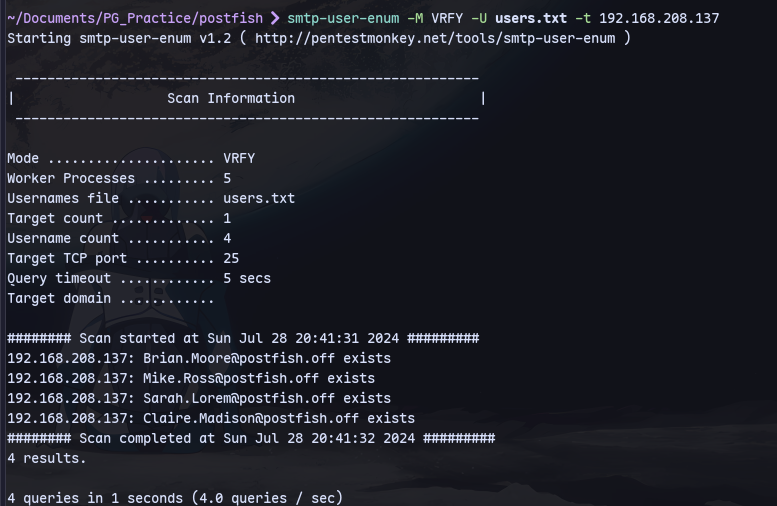 ~/Documents/PG_Practice/postfish ❯ smtp-user-enum -M VRFY -U users.txt -t 192.168.208.137
Starting smtp-user-enum v1.2 ( http://pentestmonkey.net/tools/smtp-user-enum )
 ----------------------------------------------------------
|                   Scan Information                       |
 ----------------------------------------------------------
Mode ..................... VRFY
Worker Processes ......... 5
Usernames file ........... users.txt
Target count ............. 1
Username count ........... 4
Target TCP port .......... 25
Query timeout ............ 5 secs
Target domain ............
######## Scan started at Sun Jul 28 20:41:31 2024 #########
192.168.208.137: Brian.Moore@postfish.off exists
192.168.208.137: Mike.Ross@postfish.off exists
192.168.208.137: Sarah.Lorem@postfish.off exists
192.168.208.137: Claire.Madison@postfish.off exists
######## Scan completed at Sun Jul 28 20:41:32 2024 #########
4 results.
4 queries in 1 seconds (4.0 queries / sec)